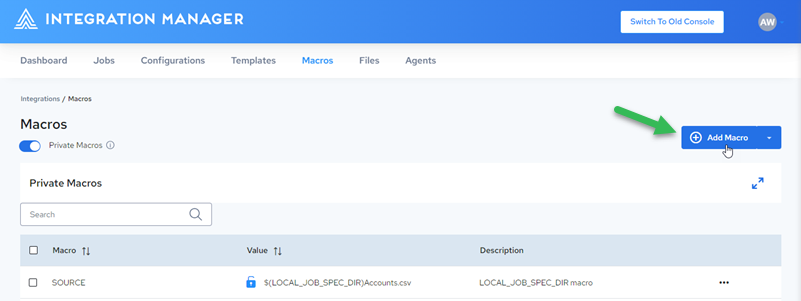 INTEGRATION MANAGER
Switch To Old Console
AW
Dashboard Jobs Configurations Templates Macros Files Agents
Integrations / Macros
Macros
Private Macros
Add Macro
Private Macros
Search
Macro Value Description
SOURCE $(LOCAL_JOB_SPEC_DIR)Accounts.csv LOCAL_JOB_SPEC_DIR macro